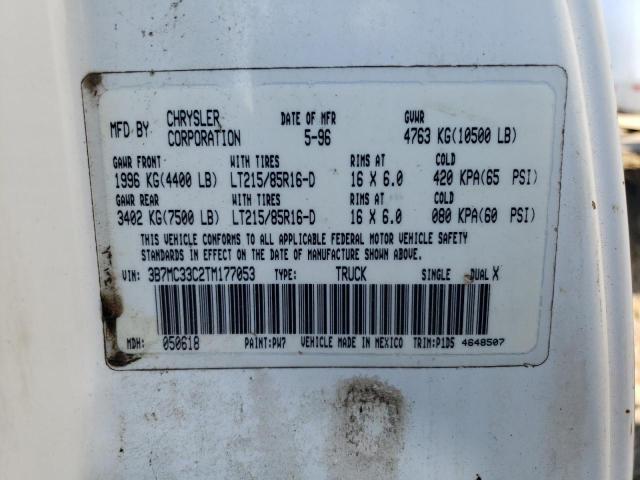 MFD BY CHRYSLER CORPORATION DATE OF MFR 5-96 GVWR 4763 KG(10500 LB)
GAWR FRONT WITH TIRES RIMS AT COLD
1996 KG(4400 LB) LT215/85R16-D 16 X 6.0 420 KPA(65 PSI)
GAWR REAR WITH TIRES RIMS AT COLD
3402 KG(7500 LB) LT215/85R16-D 16 X 6.0 080 KPA(60 PSI)
THIS VEHICLE CONFORMS TO ALL APPLICABLE FEDERAL MOTOR VEHICLE SAFETY
STANDARDS IN EFFECT ON THE DATE OF MANUFACTURE SHOWN ABOVE.
VIN: 3B7MC33C2TM177053 TYPE: TRUCK SINGLE DUAL X
MDH: 050618 PAINT:PW7 VEHICLE MADE IN MEXICO TRIM:P1D5 4648507